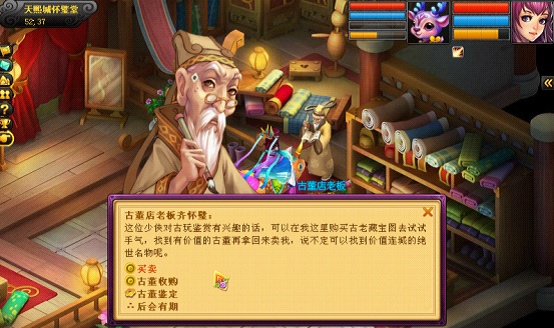 天熙城怀璧堂
52, 37
古董店老板
古董店老板齐怀璧：
这位少侠对古玩鉴赏有兴趣的话，可以在我这里购买古老藏宝图去试试
手气，找到有价值的古董再拿回来卖我，说不定可以找到价值连城的绝
世名物呢。
买卖
古董收购
古董鉴定
后会有期